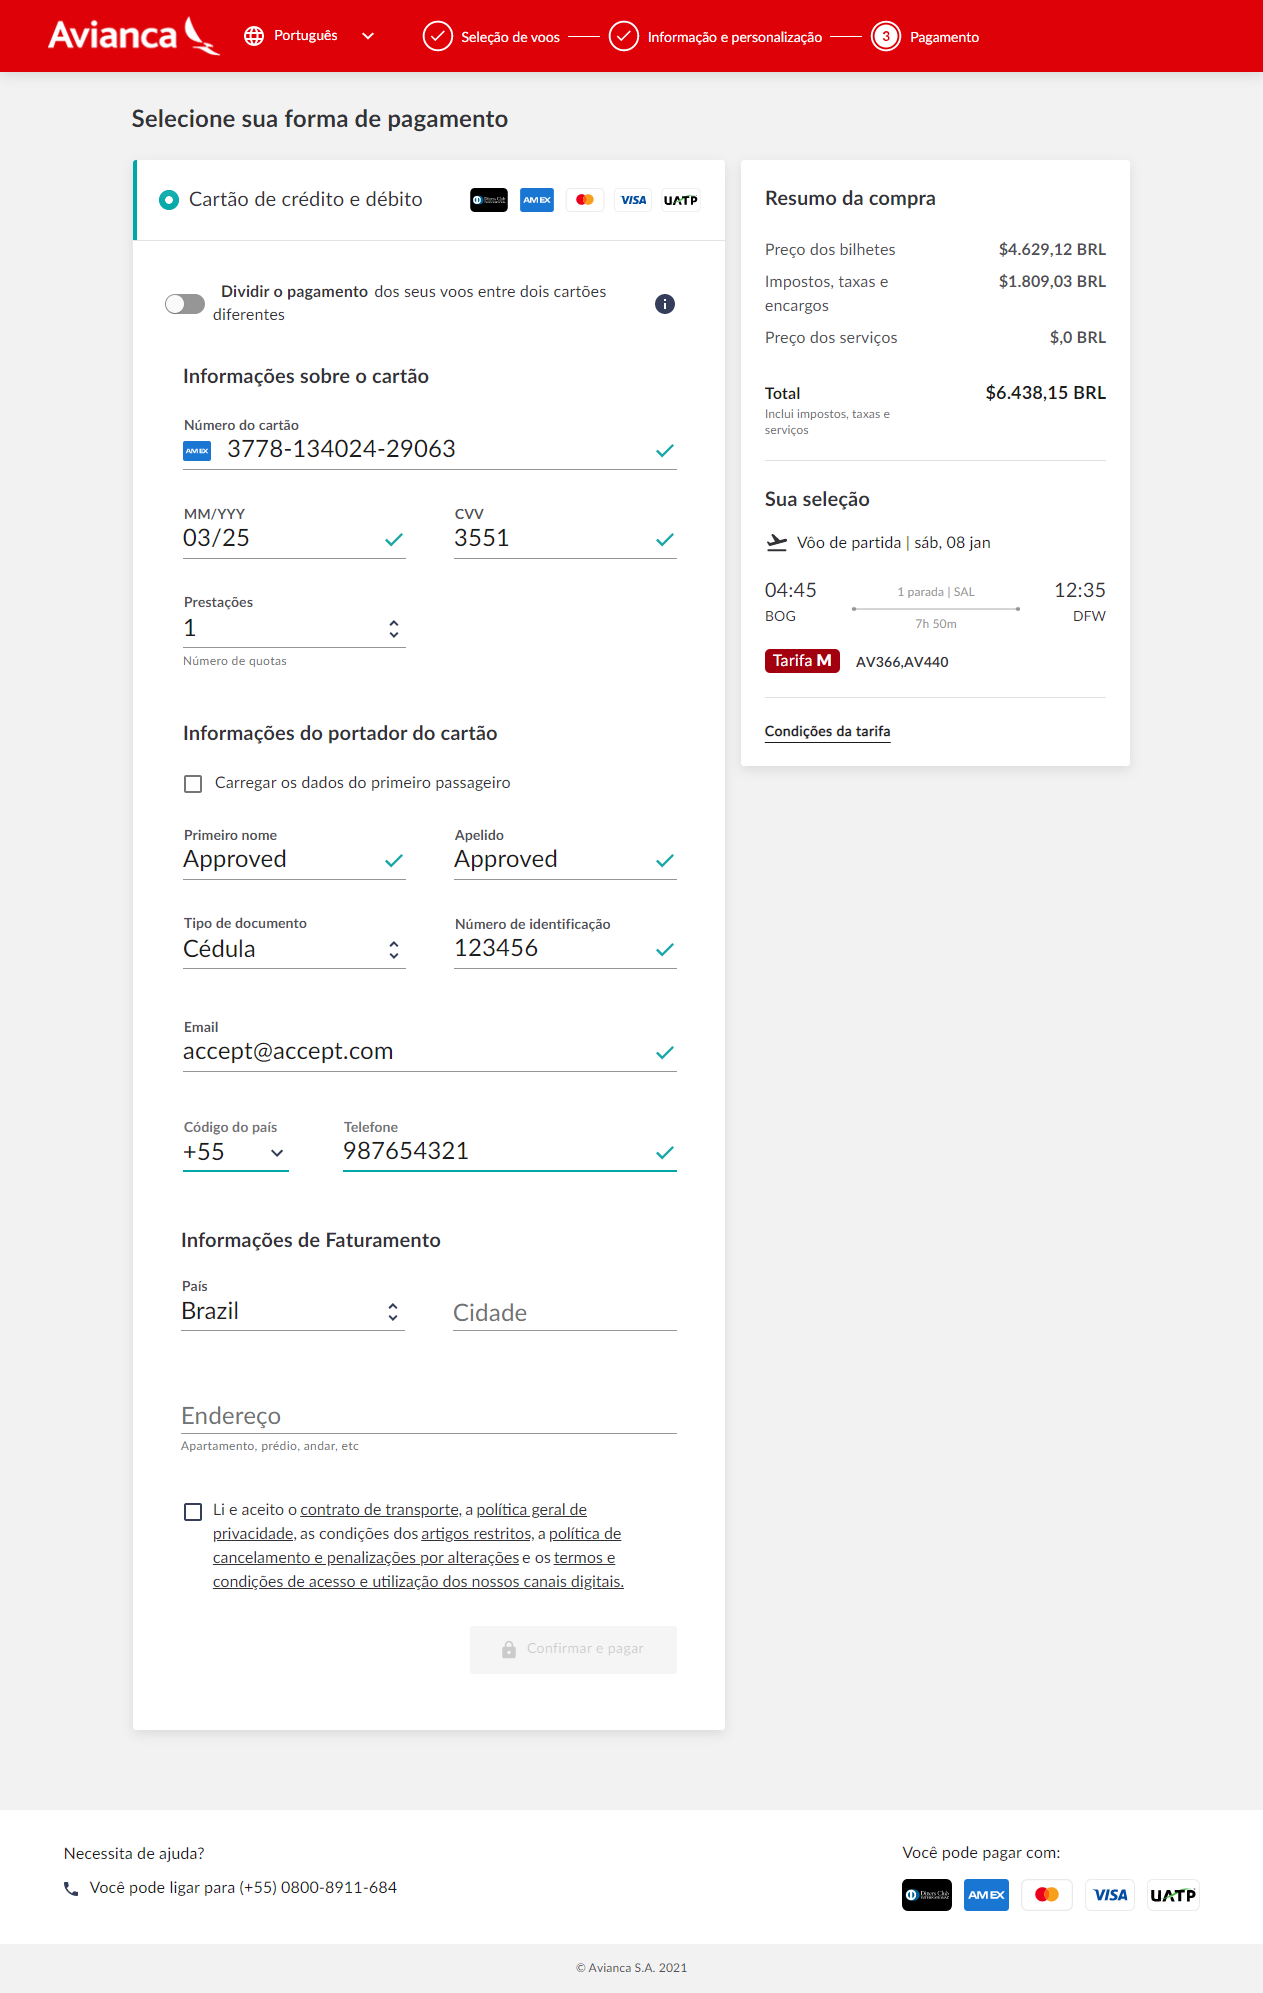 Avianca
Português
Seleção de voos
Informação e personalização
3 Pagamento
Selecione sua forma de pagamento
Cartão de crédito e débito
Diners Club
AMEX
VISA
UATP
Dividir o pagamento dos seus voos entre dois cartões
diferentes
Informações sobre o cartão
Número do cartão
AMEX 3778-134024-29063
MM/YYY
03/25
CVV
3551
Prestações
1
Número de quotas
Informações do portador do cartão
Carregar os dados do primeiro passageiro
Primeiro nome
Approved
Apelido
Approved
Tipo de documento
Cédula
Número de identificação
123456
Email
accept@accept.com
Código do país
+55
Telefone
987654321
Informações de Faturamento
País
Brazil
Cidade
Endereço
Apartamento, prédio, andar, etc
Li e aceito o contrato de transporte, a política geral de
privacidade, as condições dos artigos restritos, a política de
cancelamento e penalizações por alterações e os termos e
condições de acesso e utilização dos nossos canais digitais.
Confirmar e pagar
Resumo da compra
Preço dos bilhetes $4.629,12 BRL
Impostos, taxas e $1.809,03 BRL
encargos
Preço dos serviços $,0 BRL
Total $6.438,15 BRL
Inclui impostos, taxas e
serviços
Sua seleção
Vôo de partida | sáb, 08 jan
04:45 1 parada | SAL 12:35
BOG 7h 50m DFW
Tarifa M AV366,AV440
Condições da tarifa
Necessita de ajuda?
Você pode ligar para (+55) 0800-8911-684
Você pode pagar com:
Diners Club
AMEX
VISA
UATP
© Avianca S.A. 2021